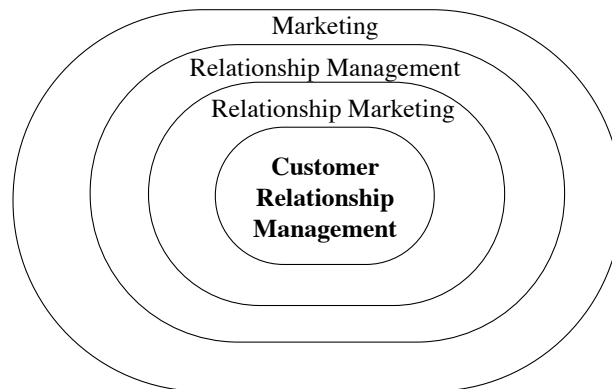 Marketing
Relationship Management
Relationship Marketing
Customer
Relationship
Management